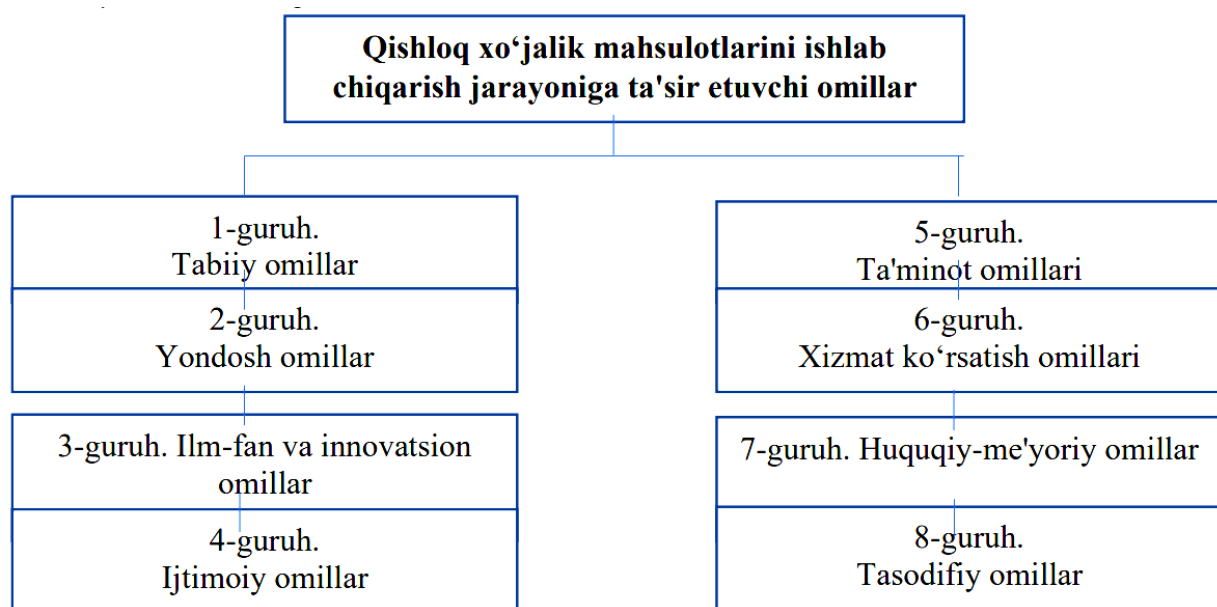 Qishloq xo‘jalik mahsulotlarini ishlab
chiqarish jarayoniga ta'sir etuvchi omillar
1-guruh.
Tabiiy omillar
2-guruh.
Yondosh omillar
3-guruh. Ilm-fan va innovatsion
omillar
4-guruh.
Ijtimoiy omillar
5-guruh.
Ta'minot omillari
6-guruh.
Xizmat ko‘rsatish omillari
7-guruh. Huquqiy-me'yoriy omillar
8-guruh.
Tasodifiy omillar